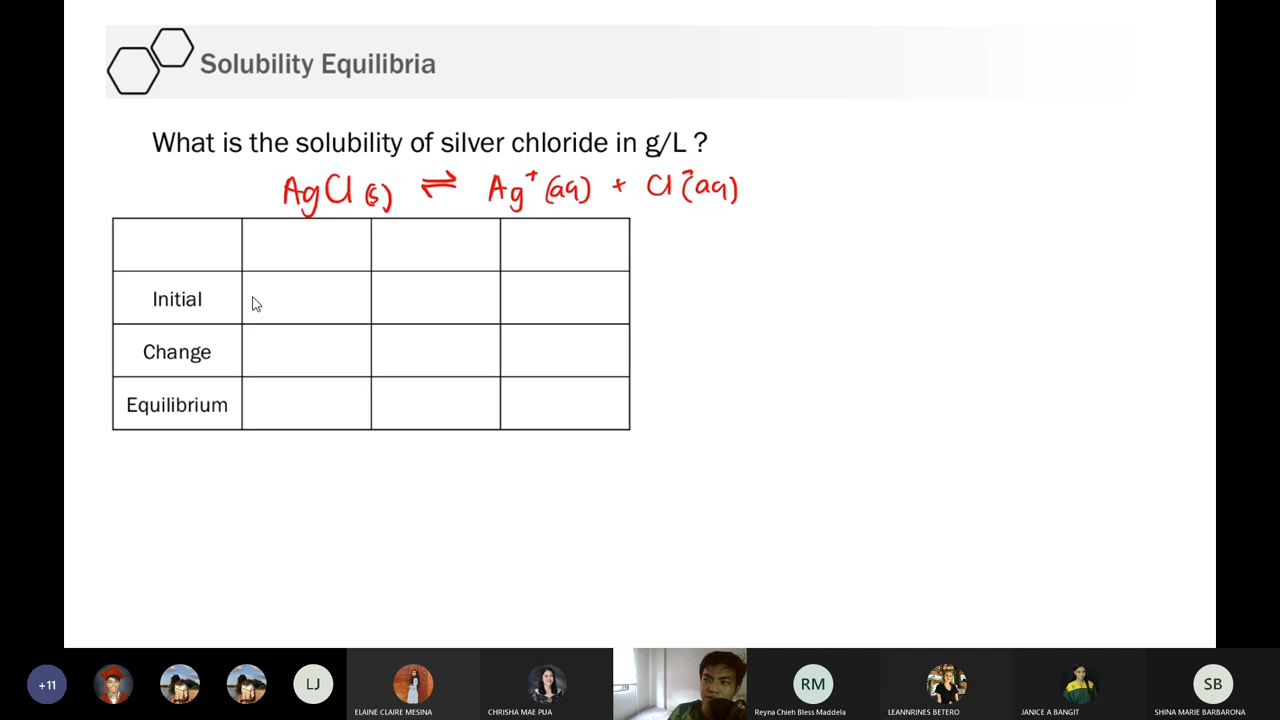 Solubility Equilibria
What is the solubility of silver chloride in g/L ?
AgCl(s) ⇌ Ag⁺(aq) + Cl⁻(aq)
Initial
Change
Equilibrium
+11
LJ
ELAINE CLAIRE MESINA
CHRISHA MAE PUA
RM
Reyna Chieh Bless Maddela
LEANNRINES BETERO
JANICE A BANGIT
SB
SHINA MARIE BARBARONA